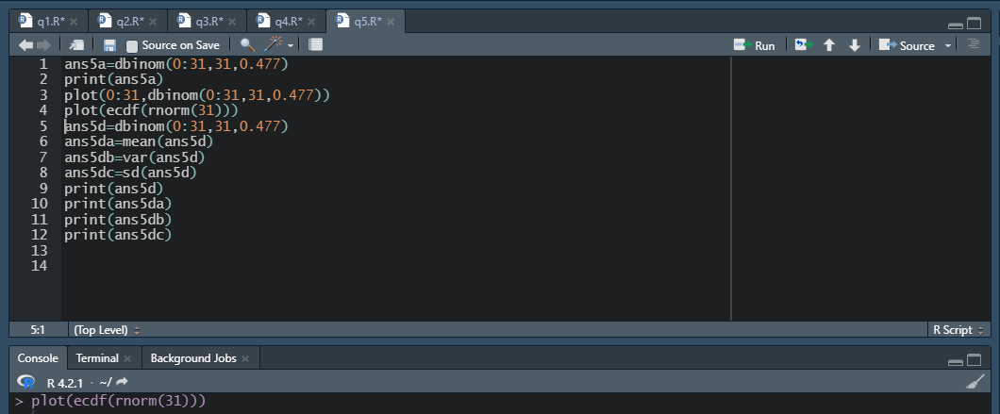 q1.R* × q2.R* × q3.R* × q4.R* × q5.R* ×
Source on Save Run Source
1 ans5a=dbinom(0:31,31,0.477)
2 print(ans5a)
3 plot(0:31,dbinom(0:31,31,0.477))
4 plot(ecdf(rnorm(31)))
5 ans5d=dbinom(0:31,31,0.477)
6 ans5da=mean(ans5d)
7 ans5db=var(ans5d)
8 ans5dc=sd(ans5d)
9 print(ans5d)
10 print(ans5da)
11 print(ans5db)
12 print(ans5dc)
13
14
5:1 (Top Level) R Script
Console Terminal × Background Jobs ×
R 4.2.1 · ~/
> plot(ecdf(rnorm(31)))